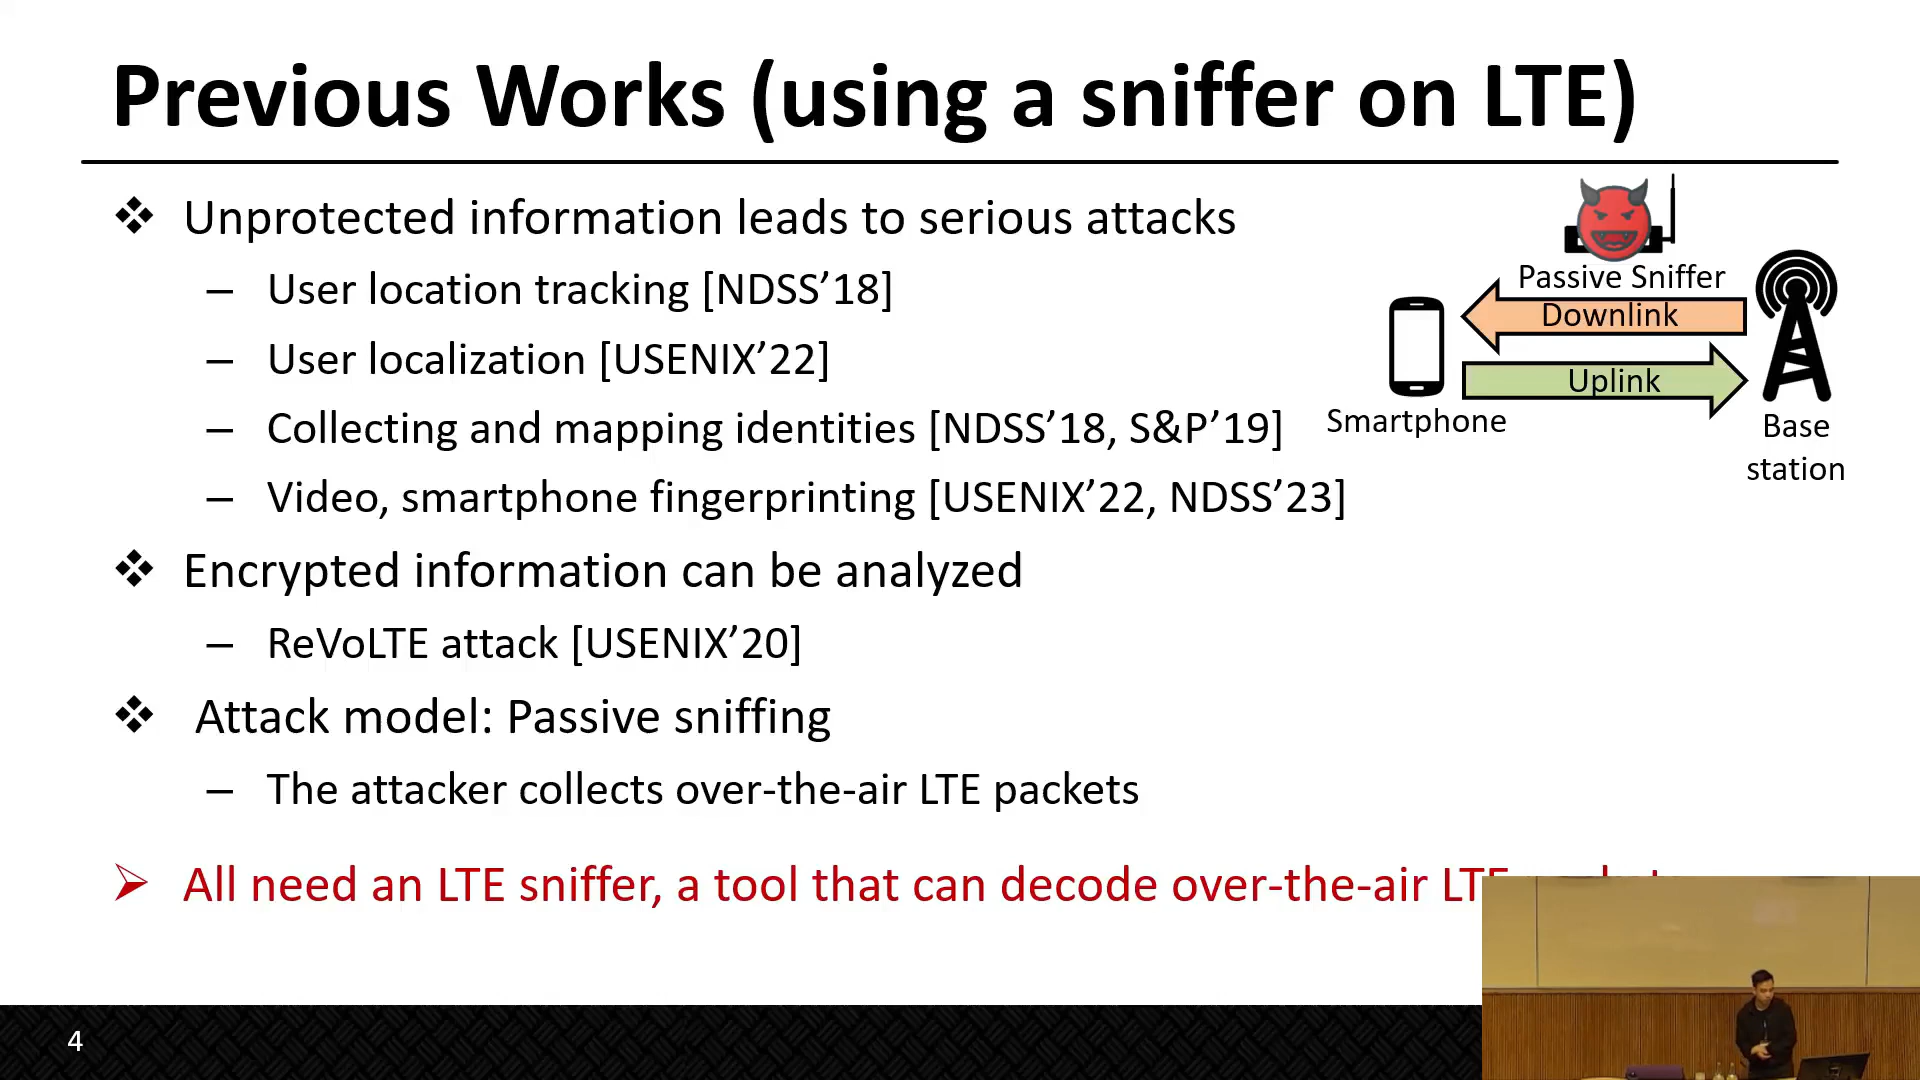 Previous Works (using a sniffer on LTE)
❖ Unprotected information leads to serious attacks
– User location tracking [NDSS’18]
– User localization [USENIX’22]
– Collecting and mapping identities [NDSS’18, S&P’19]
– Video, smartphone fingerprinting [USENIX’22, NDSS’23]
Passive Sniffer
Downlink
Uplink
Smartphone
Base
station
❖ Encrypted information can be analyzed
– ReVoLTE attack [USENIX’20]
❖ Attack model: Passive sniffing
– The attacker collects over-the-air LTE packets
➢ All need an LTE sniffer, a tool that can decode over-the-air LTE
4